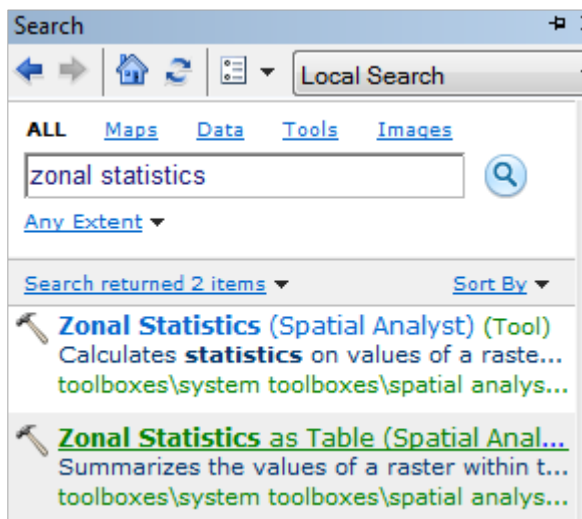 Search
Local Search
ALL Maps Data Tools Images
zonal statistics
Any Extent
Search returned 2 items Sort By
Zonal Statistics (Spatial Analyst) (Tool)
Calculates statistics on values of a raste...
toolboxes\system toolboxes\spatial analys...
Zonal Statistics as Table (Spatial Anal...
Summarizes the values of a raster within t...
toolboxes\system toolboxes\spatial analys...